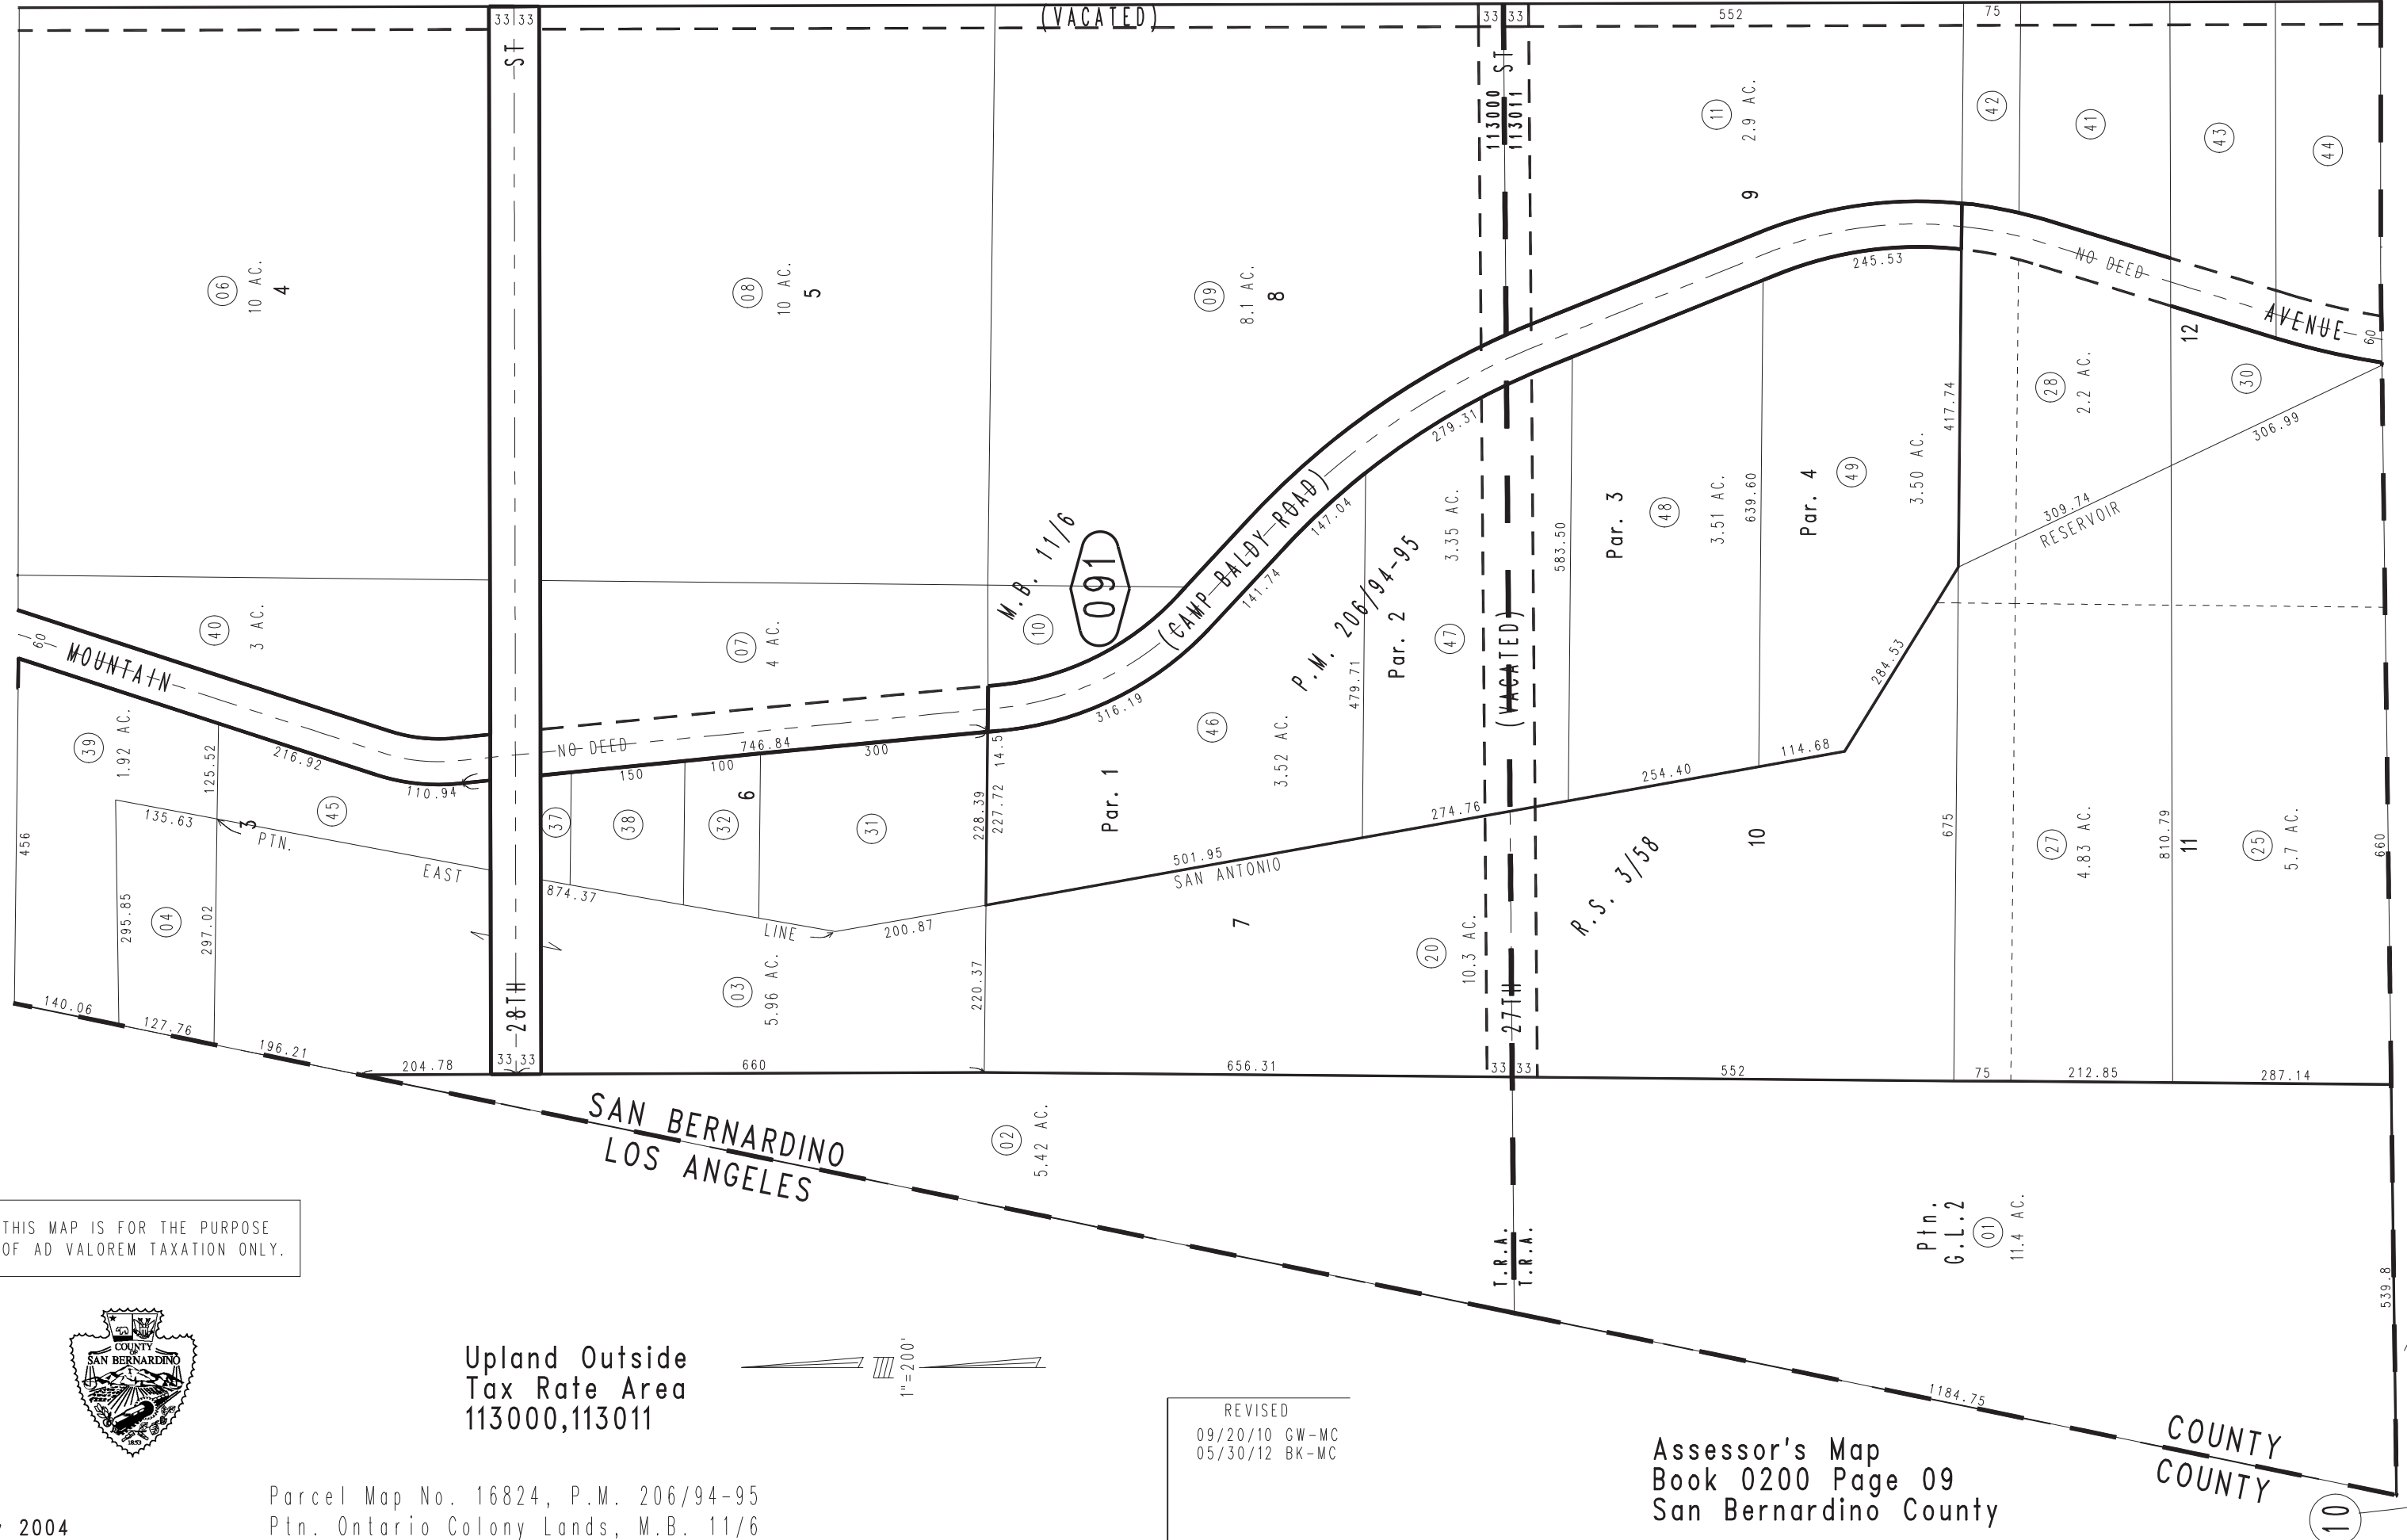 33 33
(VACATED)
33 33
552
75
ST
113000 ST
113011
11
2.9 AC.
9
42
41
43
44
06
10 AC.
4
08
10 AC.
5
09
8.1 AC.
8
245.53
NO DEED
AVENUE
60
12
28
2.2 AC.
30
306.99
417.74
279.31
(CAMP BALDY ROAD)
147.04
141.74
M.B. 11/6
091
10
P.M. 206/94-95
Par. 2
47
3.35 AC.
479.71
(VACATED)
583.50
Par. 3
48
3.51 AC.
639.60
Par. 4
49
3.50 AC.
309.74
RESERVOIR
284.53
60
MOUNTAIN
40
3 AC.
07
4 AC.
39
1.92 AC.
125.52
216.92
110.94
NO DEED
746.84
150
100
300
14.5
316.19
46
3.52 AC.
Par. 1
228.39
227.72
456
135.63
3
PTN.
45
EAST
37
38
32
6
31
874.37
LINE
200.87
501.95
SAN ANTONIO
274.76
254.40
114.68
295.85
04
297.02
03
5.96 AC.
220.37
7
20
10.3 AC.
R.S. 3/58
10
675
27
4.83 AC.
810.79
11
25
5.7 AC.
660
28TH
27TH
140.06
127.76
196.21
204.78
33 33
660
656.31
33 33
552
75
212.85
287.14
SAN BERNARDINO
LOS ANGELES
02
5.42 AC.
T.R.A.
T.R.A.
Ptn.
G.L.2
01
11.4 AC.
539.8
1184.75
COUNTY
COUNTY
THIS MAP IS FOR THE PURPOSE
OF AD VALOREM TAXATION ONLY.
COUNTY
OF
SAN BERNARDINO
1853
Upland Outside
Tax Rate Area
113000,113011
1"=200'
REVISED
09/20/10 GW-MC
05/30/12 BK-MC
Assessor's Map
Book 0200 Page 09
San Bernardino County
10
Parcel Map No. 16824, P.M. 206/94-95
Ptn. Ontario Colony Lands, M.B. 11/6
2004